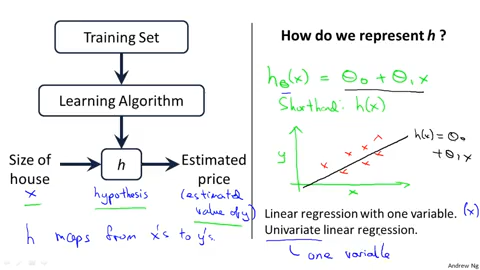 Training Set
Learning Algorithm
Size of house
h
Estimated price
x
hypothesis
(estimated value of y)
h maps from x's to y's.
How do we represent h ?
hθ(x) = θ₀ + θ₁x
Shorthand: h(x)
y
x
h(x) = θ₀ + θ₁x
Linear regression with one variable. (x)
Univariate linear regression.
one variable
Andrew Ng